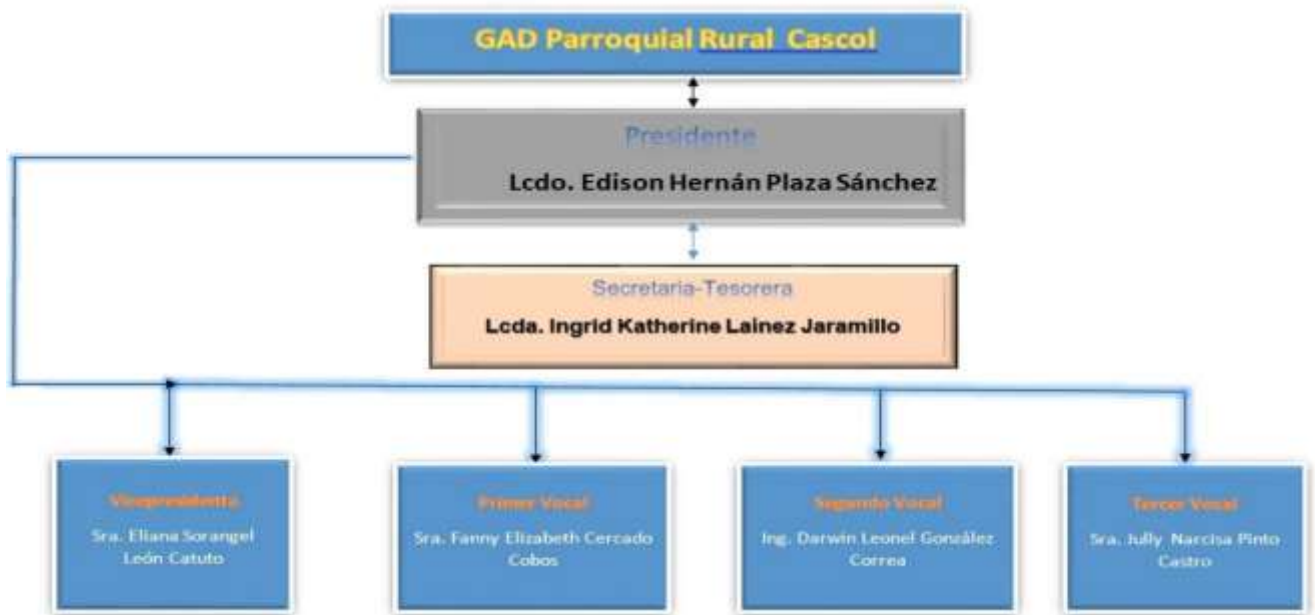 GAD Parroquial Rural Cascol
Presidente
Lcdo. Edison Hernán Plaza Sánchez
Secretaria-Tesorera
Lcda. Ingrid Katherine Lainez Jaramillo
Vicepresidenta
Sra. Eliana Sorangel
León Catuto
Primer Vocal
Sra. Fanny Elizabeth Cercado
Cobos
Segundo Vocal
Ing. Darwin Leonel González
Correa
Tercer Vocal
Sra. Jully Narcisa Pinto
Castro